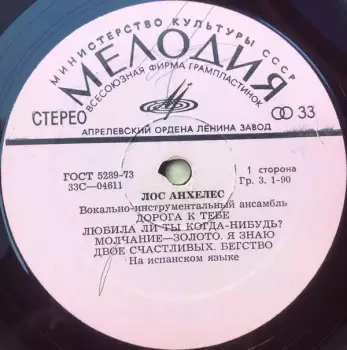 МИНИСТЕРСТВО КУЛЬТУРЫ СССР
МЕЛОДИЯ
ВСЕСОЮЗНАЯ ФИРМА ГРАМПЛАСТИНОК
СТЕРЕО
33
АПРЕЛЕВСКИЙ ОРДЕНА ЛЕНИНА ЗАВОД
ГОСТ 5289-73
33С—04611
1 сторона
Гр. 3. 1-90
ЛОС АНХЕЛЕС
Вокально-инструментальный ансамбль
ДОРОГА К ТЕБЕ
ЛЮБИЛА ЛИ ТЫ КОГДА-НИБУДЬ?
МОЛЧАНИЕ—ЗОЛОТО. Я ЗНАЮ
ДВОЕ СЧАСТЛИВЫХ. БЕГСТВО
На испанском языке